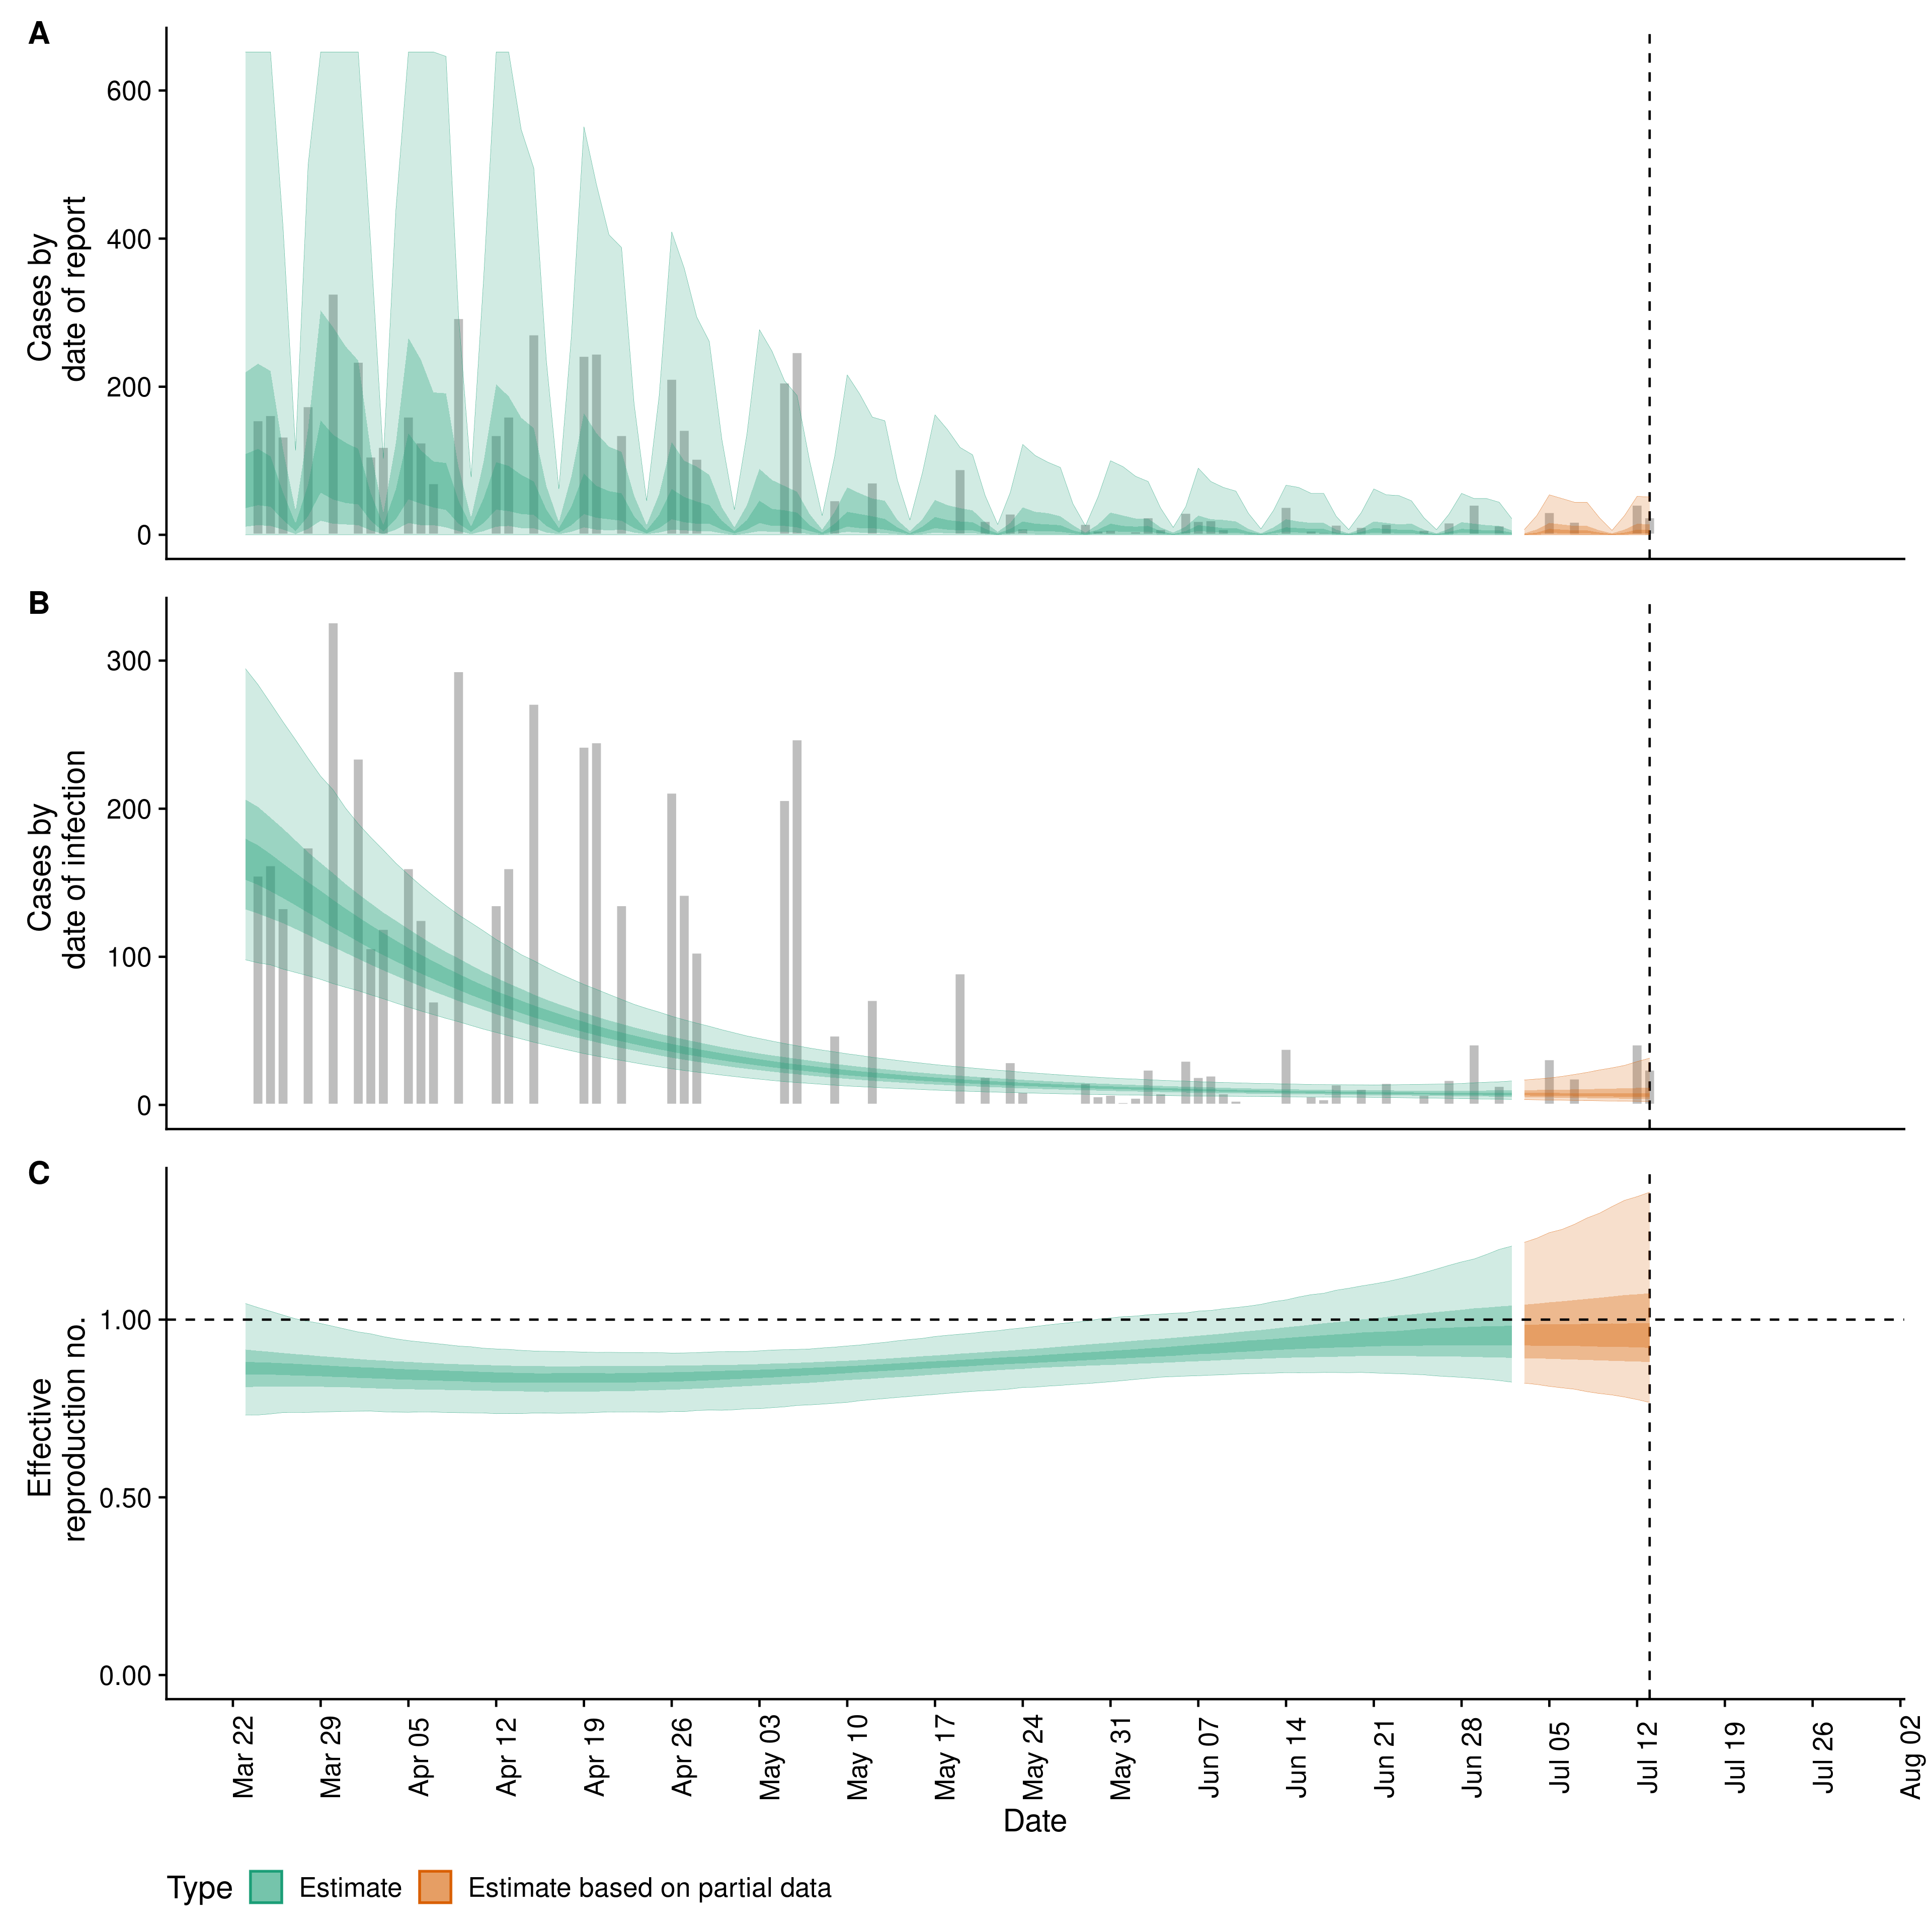 A
600
400
200
0
Cases by
date of report
B
300
200
100
0
Cases by
date of infection
C
1.00
0.50
0.00
Effective
reproduction no.
Mar 22
Mar 29
Apr 05
Apr 12
Apr 19
Apr 26
May 03
May 10
May 17
May 24
May 31
Jun 07
Jun 14
Jun 21
Jun 28
Jul 05
Jul 12
Jul 19
Jul 26
Aug 02
Date
Type Estimate Estimate based on partial data